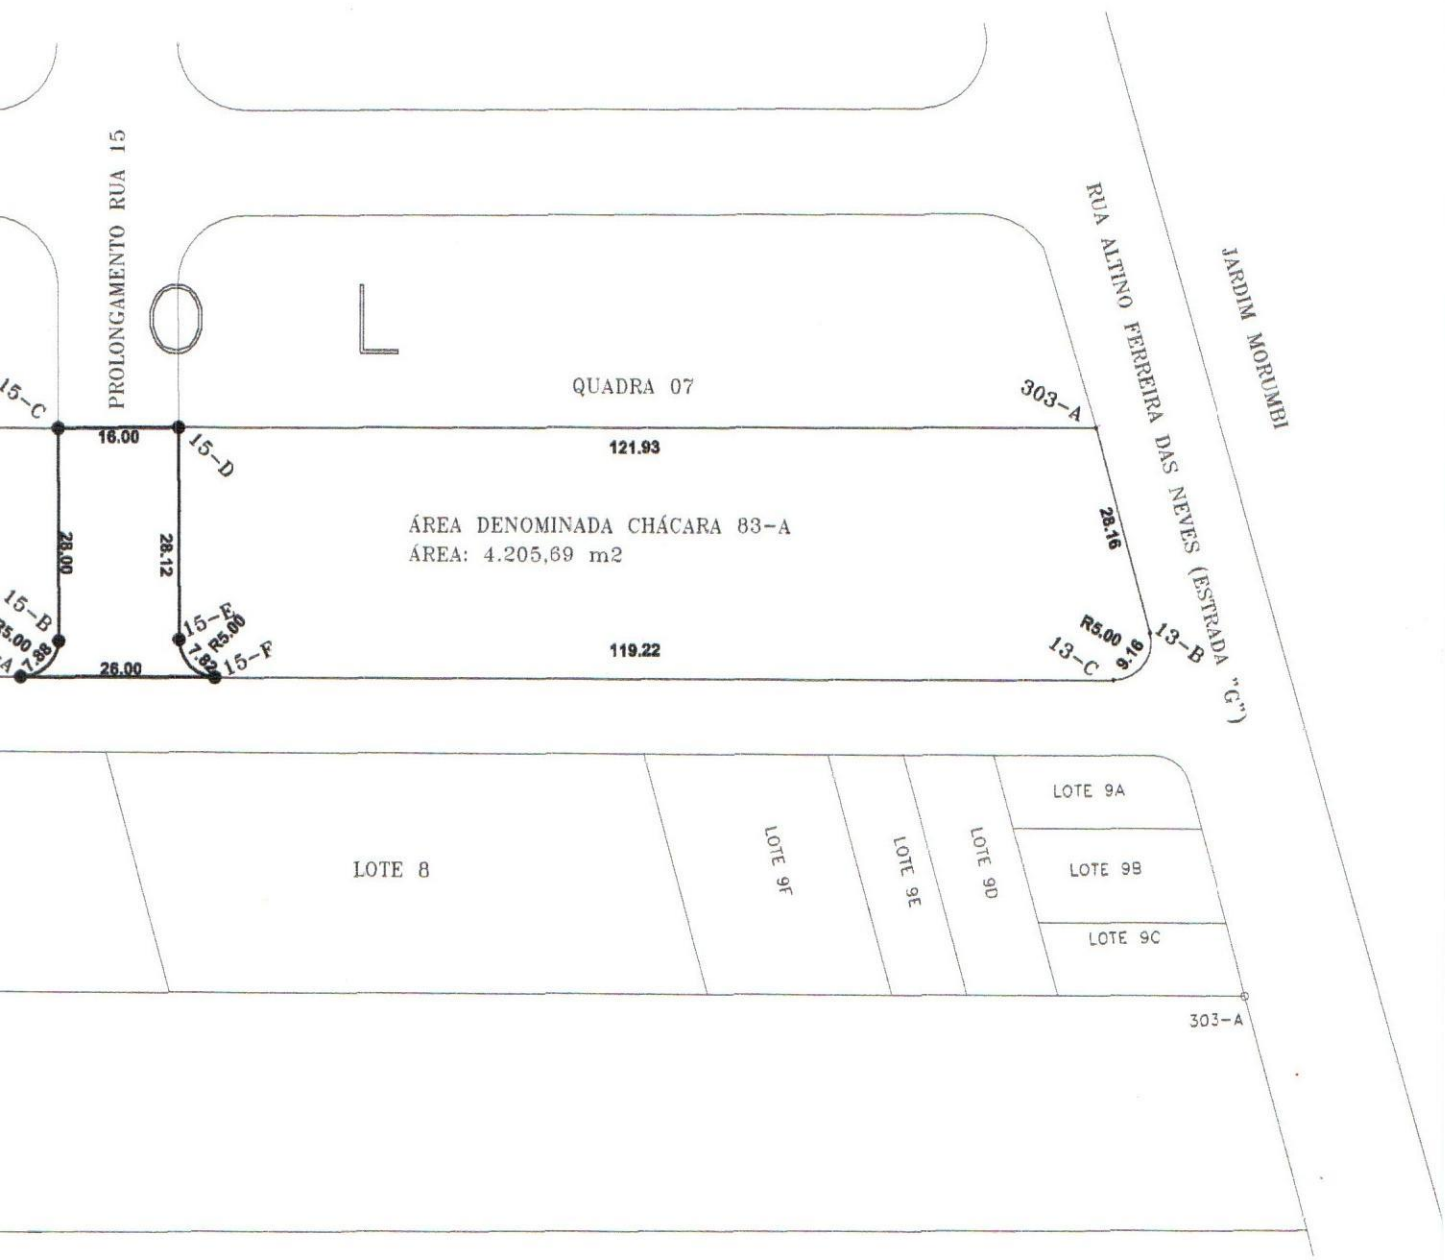 PROLONGAMENTO RUA 15
RUA ALTINO FERREIRA DAS NEVES (ESTRADA "G")
JARDIM MORUMBI
O L
QUADRA 07
303-A
15-C
16.00
15-D
121.93
28.00
28.12
ÁREA DENOMINADA CHÁCARA 83-A
ÁREA: 4.205,69 m2
28.16
15-B
R5.00
7.88
15-E
R5.00
7.82
15-F
26.00
119.22
R5.00
9.16
13-B
13-C
LOTE 8
LOTE 9F
LOTE 9E
LOTE 9D
LOTE 9A
LOTE 9B
LOTE 9C
303-A